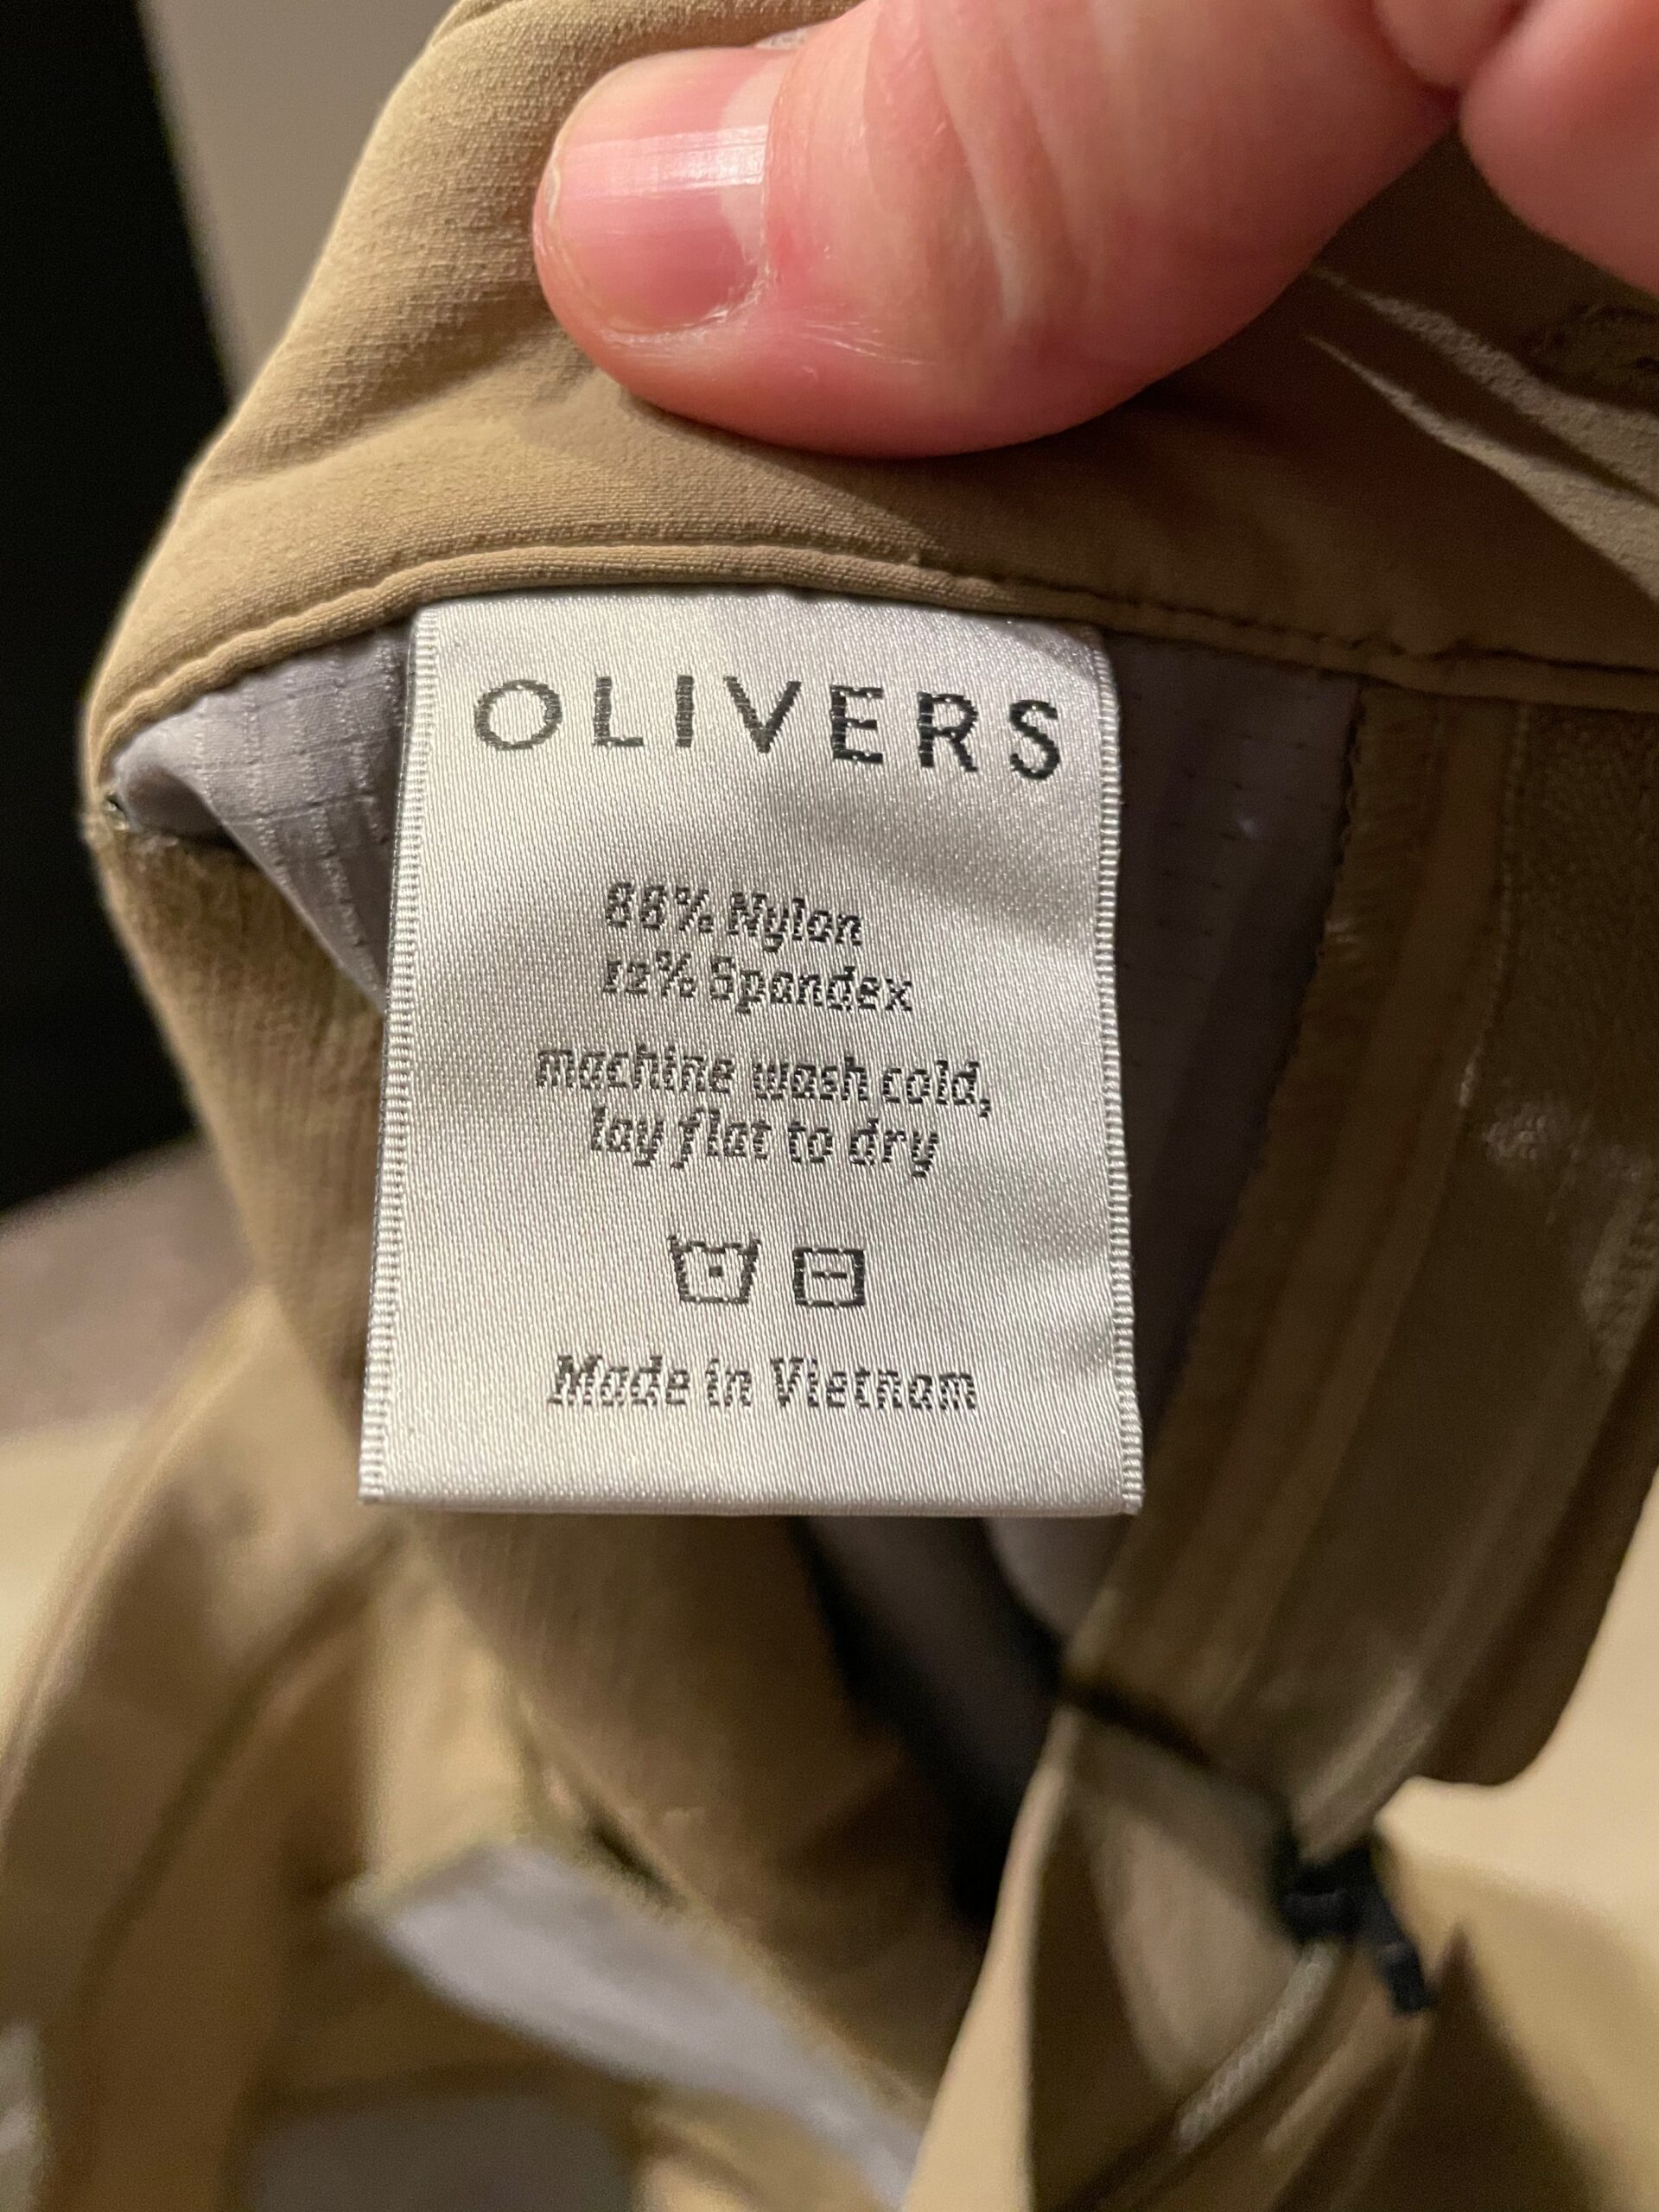 OLIVERS
88% Nylon
12% Spandex
machine wash cold,
lay flat to dry
Made in Vietnam